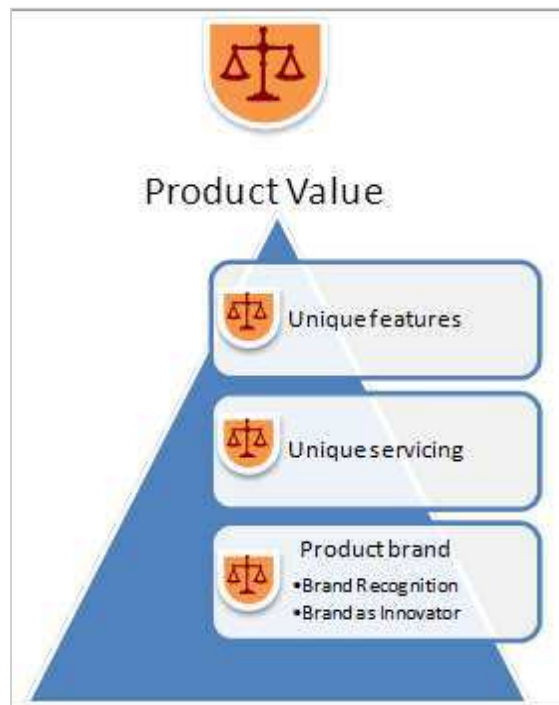 Product Value
Unique features
Unique servicing
Product brand
•Brand Recognition
•Brand as Innovator